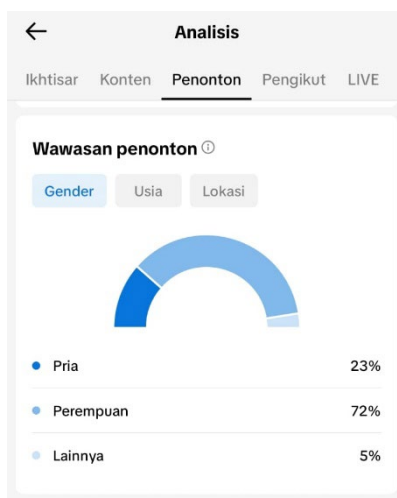 Analisis
Ikhtisar Konten Penonton Pengikut LIVE
Wawasan penonton
Gender Usia Lokasi
Pria 23%
Perempuan 72%
Lainnya 5%